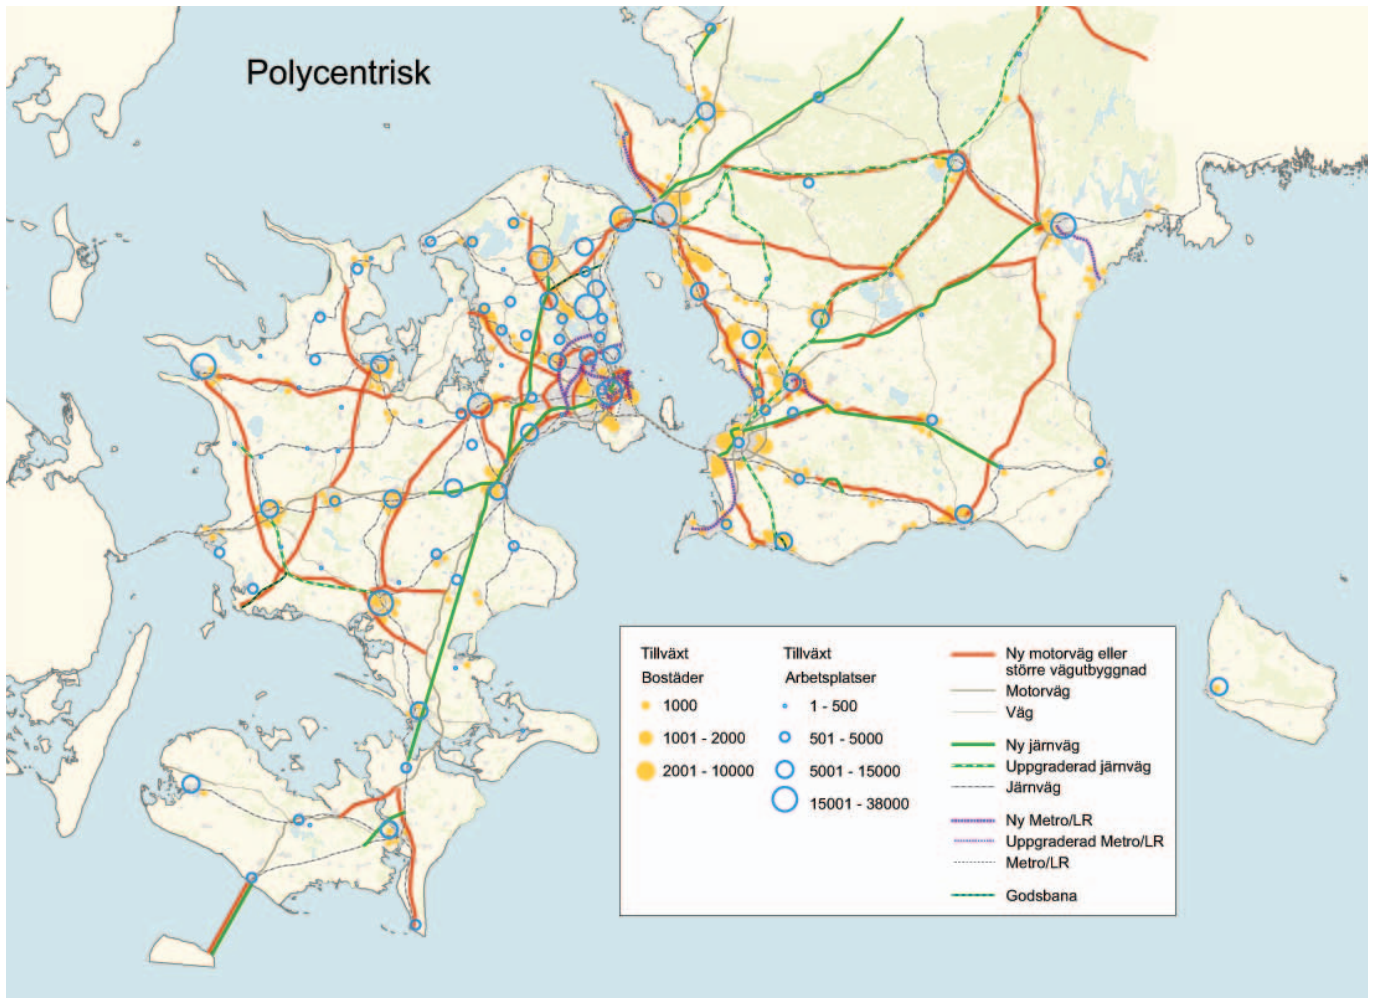 Polycentrisk
Tillväxt
Bostäder
1000
1001 - 2000
2001 - 10000
Tillväxt
Arbetsplatser
1 - 500
501 - 5000
5001 - 15000
15001 - 38000
Ny motorväg eller
större vägutbyggnad
Motorväg
Väg
Ny järnväg
Uppgraderad järnväg
Järnväg
Ny Metro/LR
Uppgraderad Metro/LR
Metro/LR
Godsbana